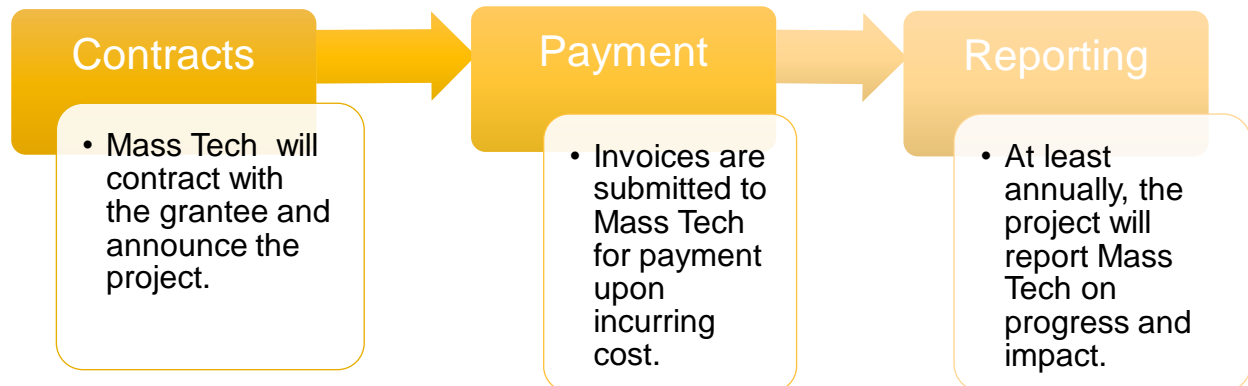 Contracts
• Mass Tech will
contract with
the grantee and
announce the
project.
Payment
• Invoices are
submitted to
Mass Tech
for payment
upon
incurring
cost.
Reporting
• At least
annually, the
project will
report Mass
Tech on
progress and
impact.